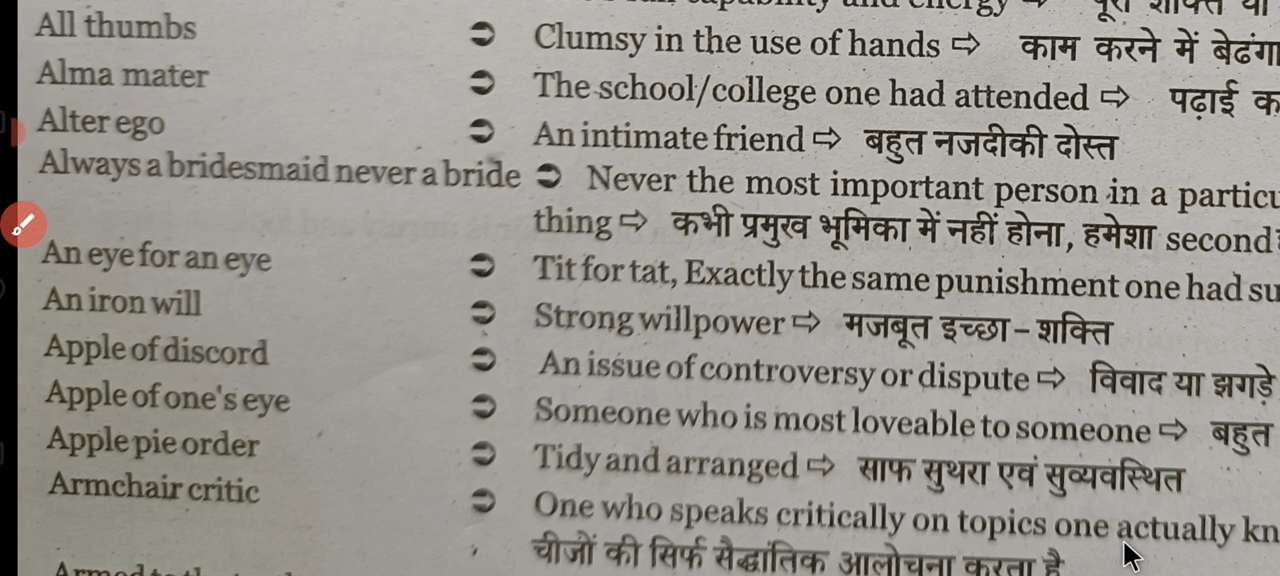 All thumbs ➲ Clumsy in the use of hands ⇨ काम करने में बेढंगा
Alma mater ➲ The school/college one had attended ⇨ पढ़ाई
Alter ego ➲ An intimate friend ⇨ बहुत नजदीकी दोस्त
Always a bridesmaid never a bride ➲ Never the most important person in a
thing ⇨ कभी प्रमुख भूमिका में नहीं होना, हमेशा second
An eye for an eye ➲ Tit for tat, Exactly the same punishment one had
An iron will ➲ Strong willpower ⇨ मजबूत इच्छा – शक्ति
Apple of discord ➲ An issue of controversy or dispute ⇨ विवाद या झगड़े
Apple of one's eye ➲ Someone who is most loveable to someone ⇨ बहुत
Apple pie order ➲ Tidy and arranged ⇨ साफ सुथरा एवं सुव्यवस्थित
Armchair critic ➲ One who speaks critically on topics one actually
चीजों की सिर्फ सैद्धांतिक आलोचना करता है